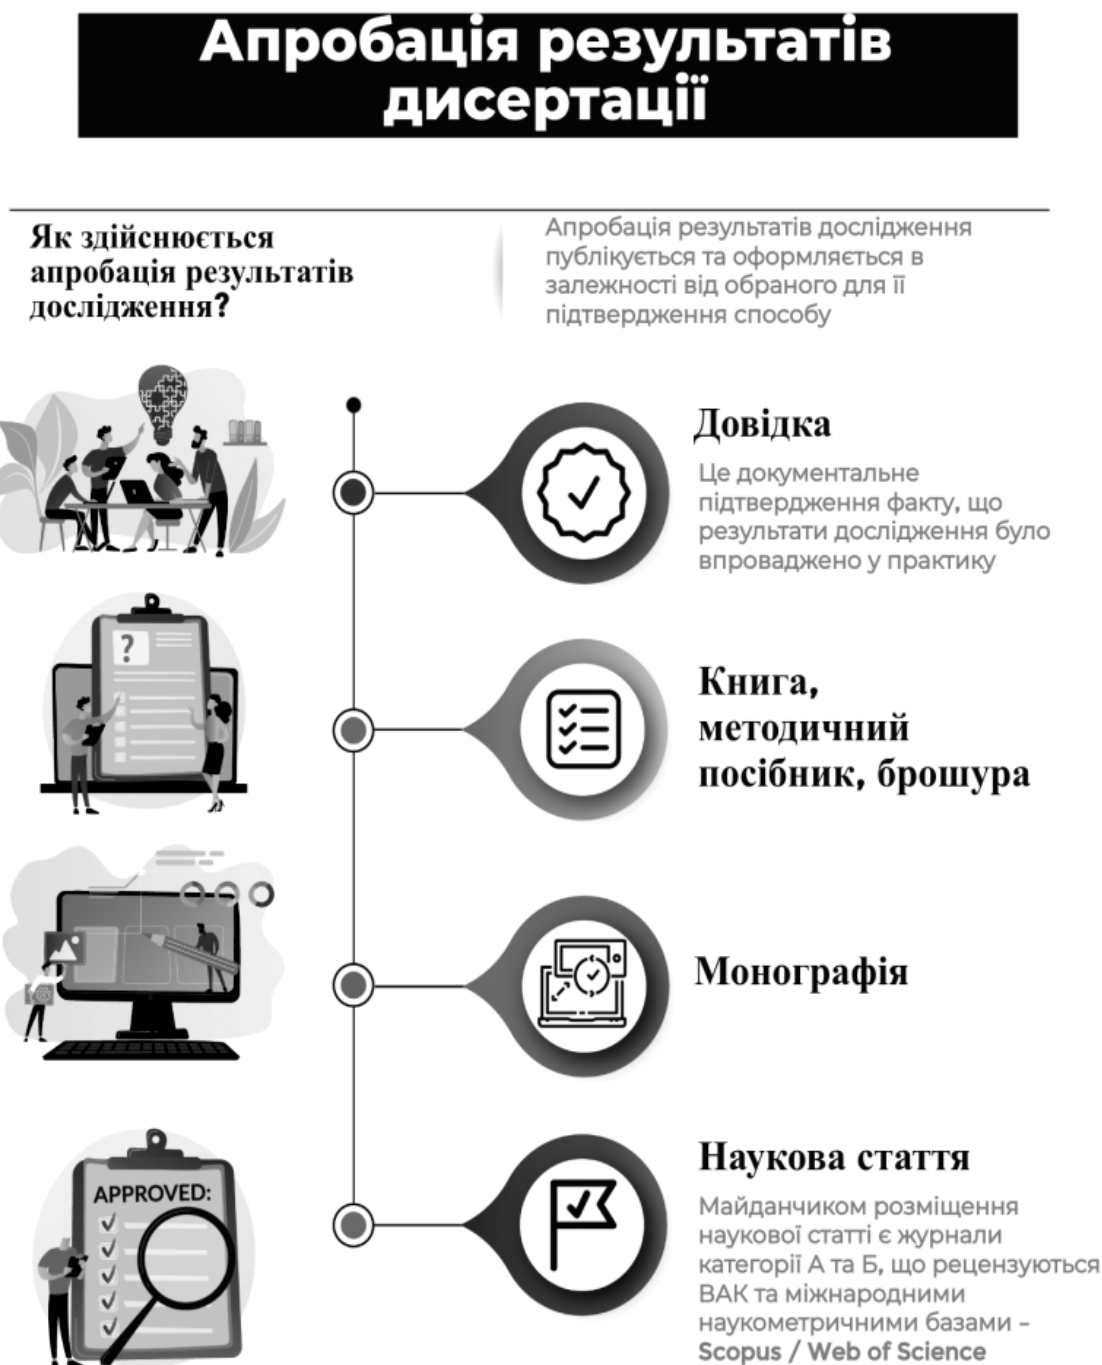 Апробація результатів
дисертації
Як здійснюється
апробація результатів
дослідження?
Апробація результатів дослідження
публікується та оформляється в
залежності від обраного для її
підтвердження способу
Довідка
Це документальне
підтвердження факту, що
результати дослідження було
впроваджено у практику
?
Книга,
методичний
посібник, брошура
Монографія
APPROVED:
Наукова стаття
Майданчиком розміщення
наукової статті є журнали
категорії А та Б, що рецензуються
ВАК та міжнародними
наукометричними базами –
Scopus / Web of Science